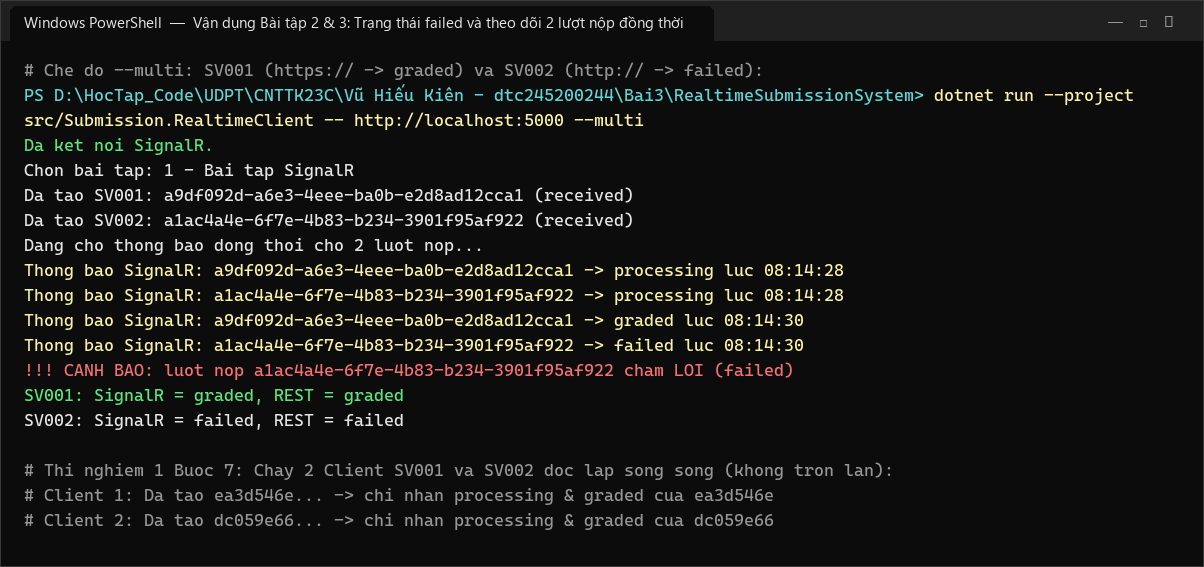 Windows PowerShell — Vận dụng Bài tập 2 & 3: Trạng thái failed và theo dõi 2 lượt nộp đồng thời
# Che do --multi: SV001 (https:// -> graded) va SV002 (http:// -> failed):
PS D:\HocTap_Code\UDPT\CNTTK23C\Vũ Hiếu Kiên - dtc245200244\Bai3\RealtimeSubmissionSystem> dotnet run --project
src/Submission.RealtimeClient -- http://localhost:5000 --multi
Da ket noi SignalR.
Chon bai tap: 1 - Bai tap SignalR
Da tao SV001: a9df092d-a6e3-4eee-ba0b-e2d8ad12cca1 (received)
Da tao SV002: a1ac4a4e-6f7e-4b83-b234-3901f95af922 (received)
Dang cho thong bao dong thoi cho 2 luot nop...
Thong bao SignalR: a9df092d-a6e3-4eee-ba0b-e2d8ad12cca1 -> processing luc 08:14:28
Thong bao SignalR: a1ac4a4e-6f7e-4b83-b234-3901f95af922 -> processing luc 08:14:28
Thong bao SignalR: a9df092d-a6e3-4eee-ba0b-e2d8ad12cca1 -> graded luc 08:14:30
Thong bao SignalR: a1ac4a4e-6f7e-4b83-b234-3901f95af922 -> failed luc 08:14:30
!!! CANH BAO: luot nop a1ac4a4e-6f7e-4b83-b234-3901f95af922 cham LOI (failed)
SV001: SignalR = graded, REST = graded
SV002: SignalR = failed, REST = failed
# Thi nghiem 1 Buoc 7: Chay 2 Client SV001 va SV002 doc lap song song (khong tron lan):
# Client 1: Da tao ea3d546e... -> chi nhan processing & graded cua ea3d546e
# Client 2: Da tao dc059e66... -> chi nhan processing & graded cua dc059e66